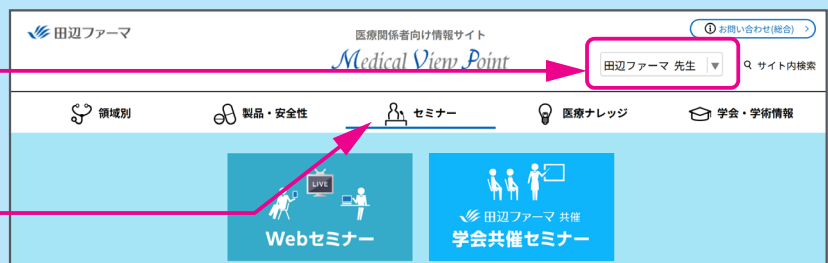 田辺ファーマ
医療関係者向け情報サイト
Medical View Point
お問い合わせ(総合)
田辺ファーマ 先生 ▼
サイト内検索
領域別
製品・安全性
セミナー
医療ナレッジ
学会・学術情報
LIVE
Webセミナー
田辺ファーマ 共催
学会共催セミナー